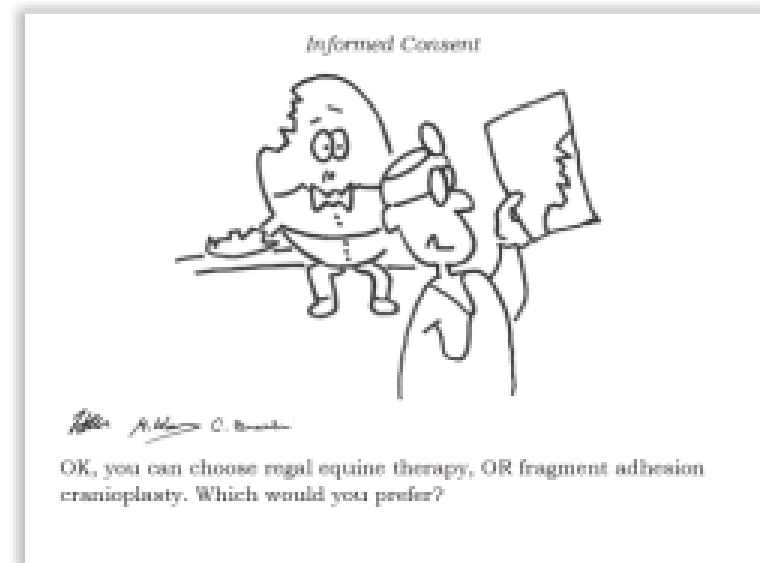 Informed Consent
OK, you can choose regal equine therapy, OR fragment adhesion
cranioplasty. Which would you prefer?